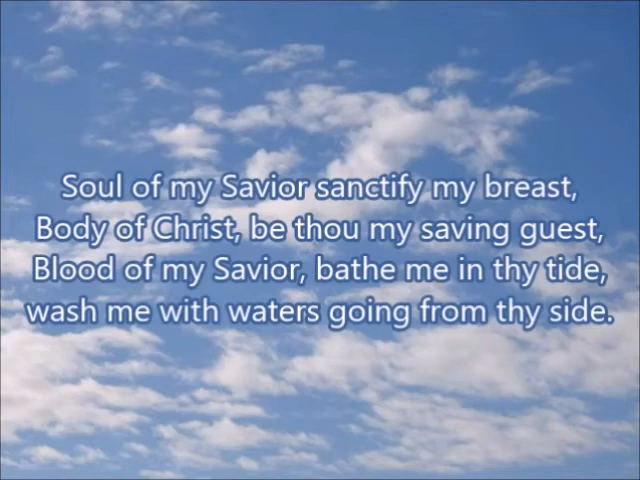 Soul of my Savior sanctify my breast,
Body of Christ, be thou my saving guest,
Blood of my Savior, bathe me in thy tide,
wash me with waters going from thy side.